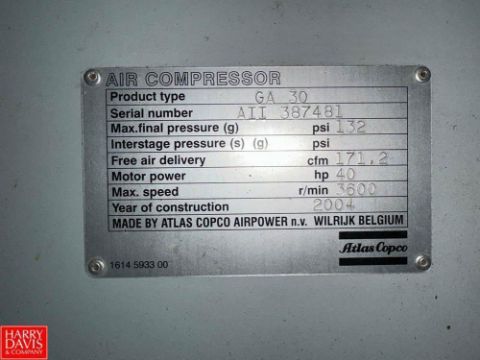 AIR COMPRESSOR
Product type GA 30
Serial number AII 387481
Max.final pressure (g) psi 132
Interstage pressure (s) (g) psi
Free air delivery cfm 171,2
Motor power hp 40
Max. speed r/min 3600
Year of construction 2004
MADE BY ATLAS COPCO AIRPOWER n.v. WILRIJK BELGIUM
Atlas Copco
1614 5933 00
HARRY
DAVIS
& COMPANY